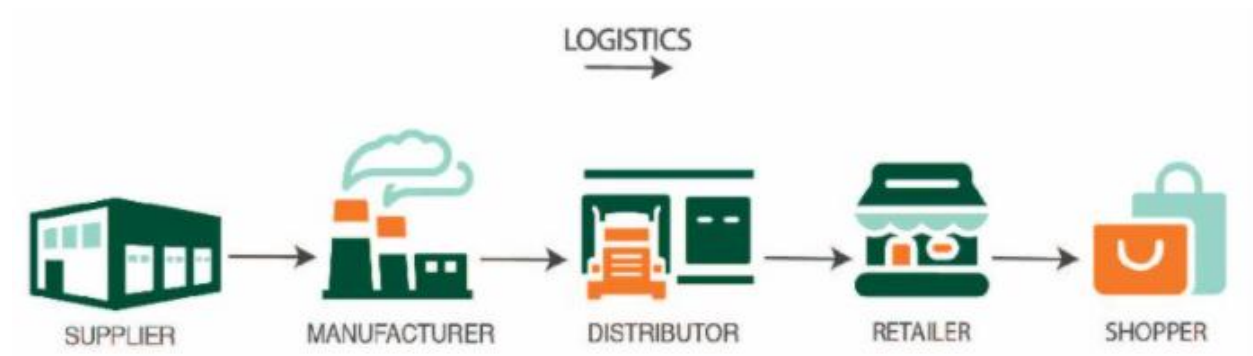 LOGISTICS
SUPPLIER
MANUFACTURER
DISTRIBUTOR
RETAILER
SHOPPER